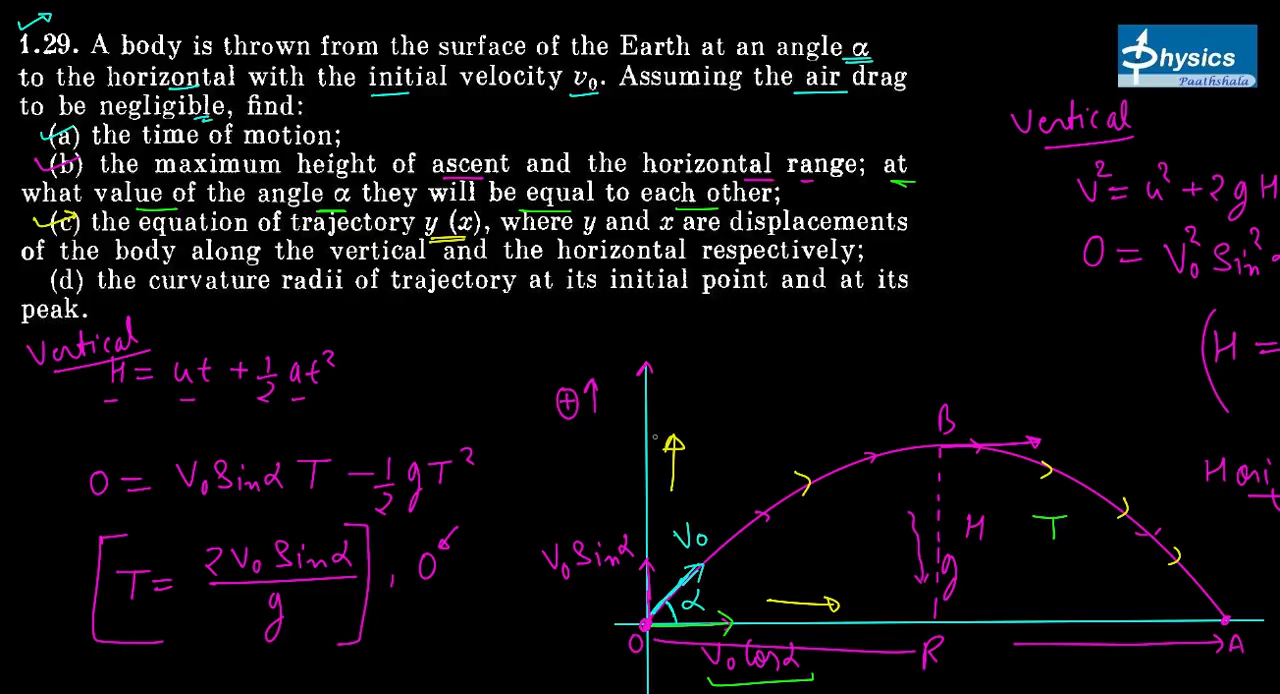 1.29. A body is thrown from the surface of the Earth at an angle α
to the horizontal with the initial velocity v₀. Assuming the air drag
to be negligible, find:
(a) the time of motion;
(b) the maximum height of ascent and the horizontal range; at
what value of the angle α they will be equal to each other;
(c) the equation of trajectory y (x), where y and x are displacements
of the body along the vertical and the horizontal respectively;
(d) the curvature radii of trajectory at its initial point and at its
peak.
Physics
Paathshala
Vertical
V² = u² + 2gH
0 = V₀² Sin²
(H =
Hori
Vertical
H = ut + 1/2 at²
0 = V₀ Sinα T - 1/2 gT²
[T = 2V₀ Sinα / g], 0
⊕↑
V₀ Sinα
V₀
α
B
H
g
T
O
V₀ Cosα
R
A